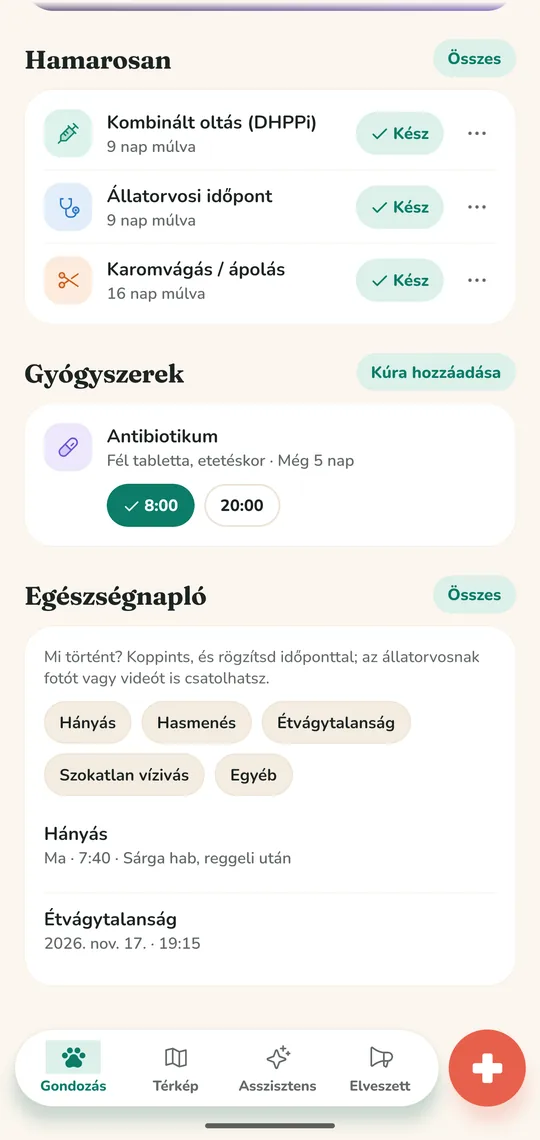 Hamarosan
Összes
Kombinált oltás (DHPPi)
9 nap múlva
Kész
Állatorvosi időpont
9 nap múlva
Kész
Karomvágás / ápolás
16 nap múlva
Kész
Gyógyszerek
Kúra hozzáadása
Antibiotikum
Fél tabletta, etetéskor · Még 5 nap
8:00
20:00
Egészségnapló
Összes
Mi történt? Koppints, és rögzítsd időponttal; az állatorvosnak
fotót vagy videót is csatolhatsz.
Hányás
Hasmenés
Étvágytalanság
Szokatlan vízivás
Egyéb
Hányás
Ma · 7:40 · Sárga hab, reggeli után
Étvágytalanság
2026. nov. 17. · 19:15
Gondozás
Térkép
Asszisztens
Elveszett